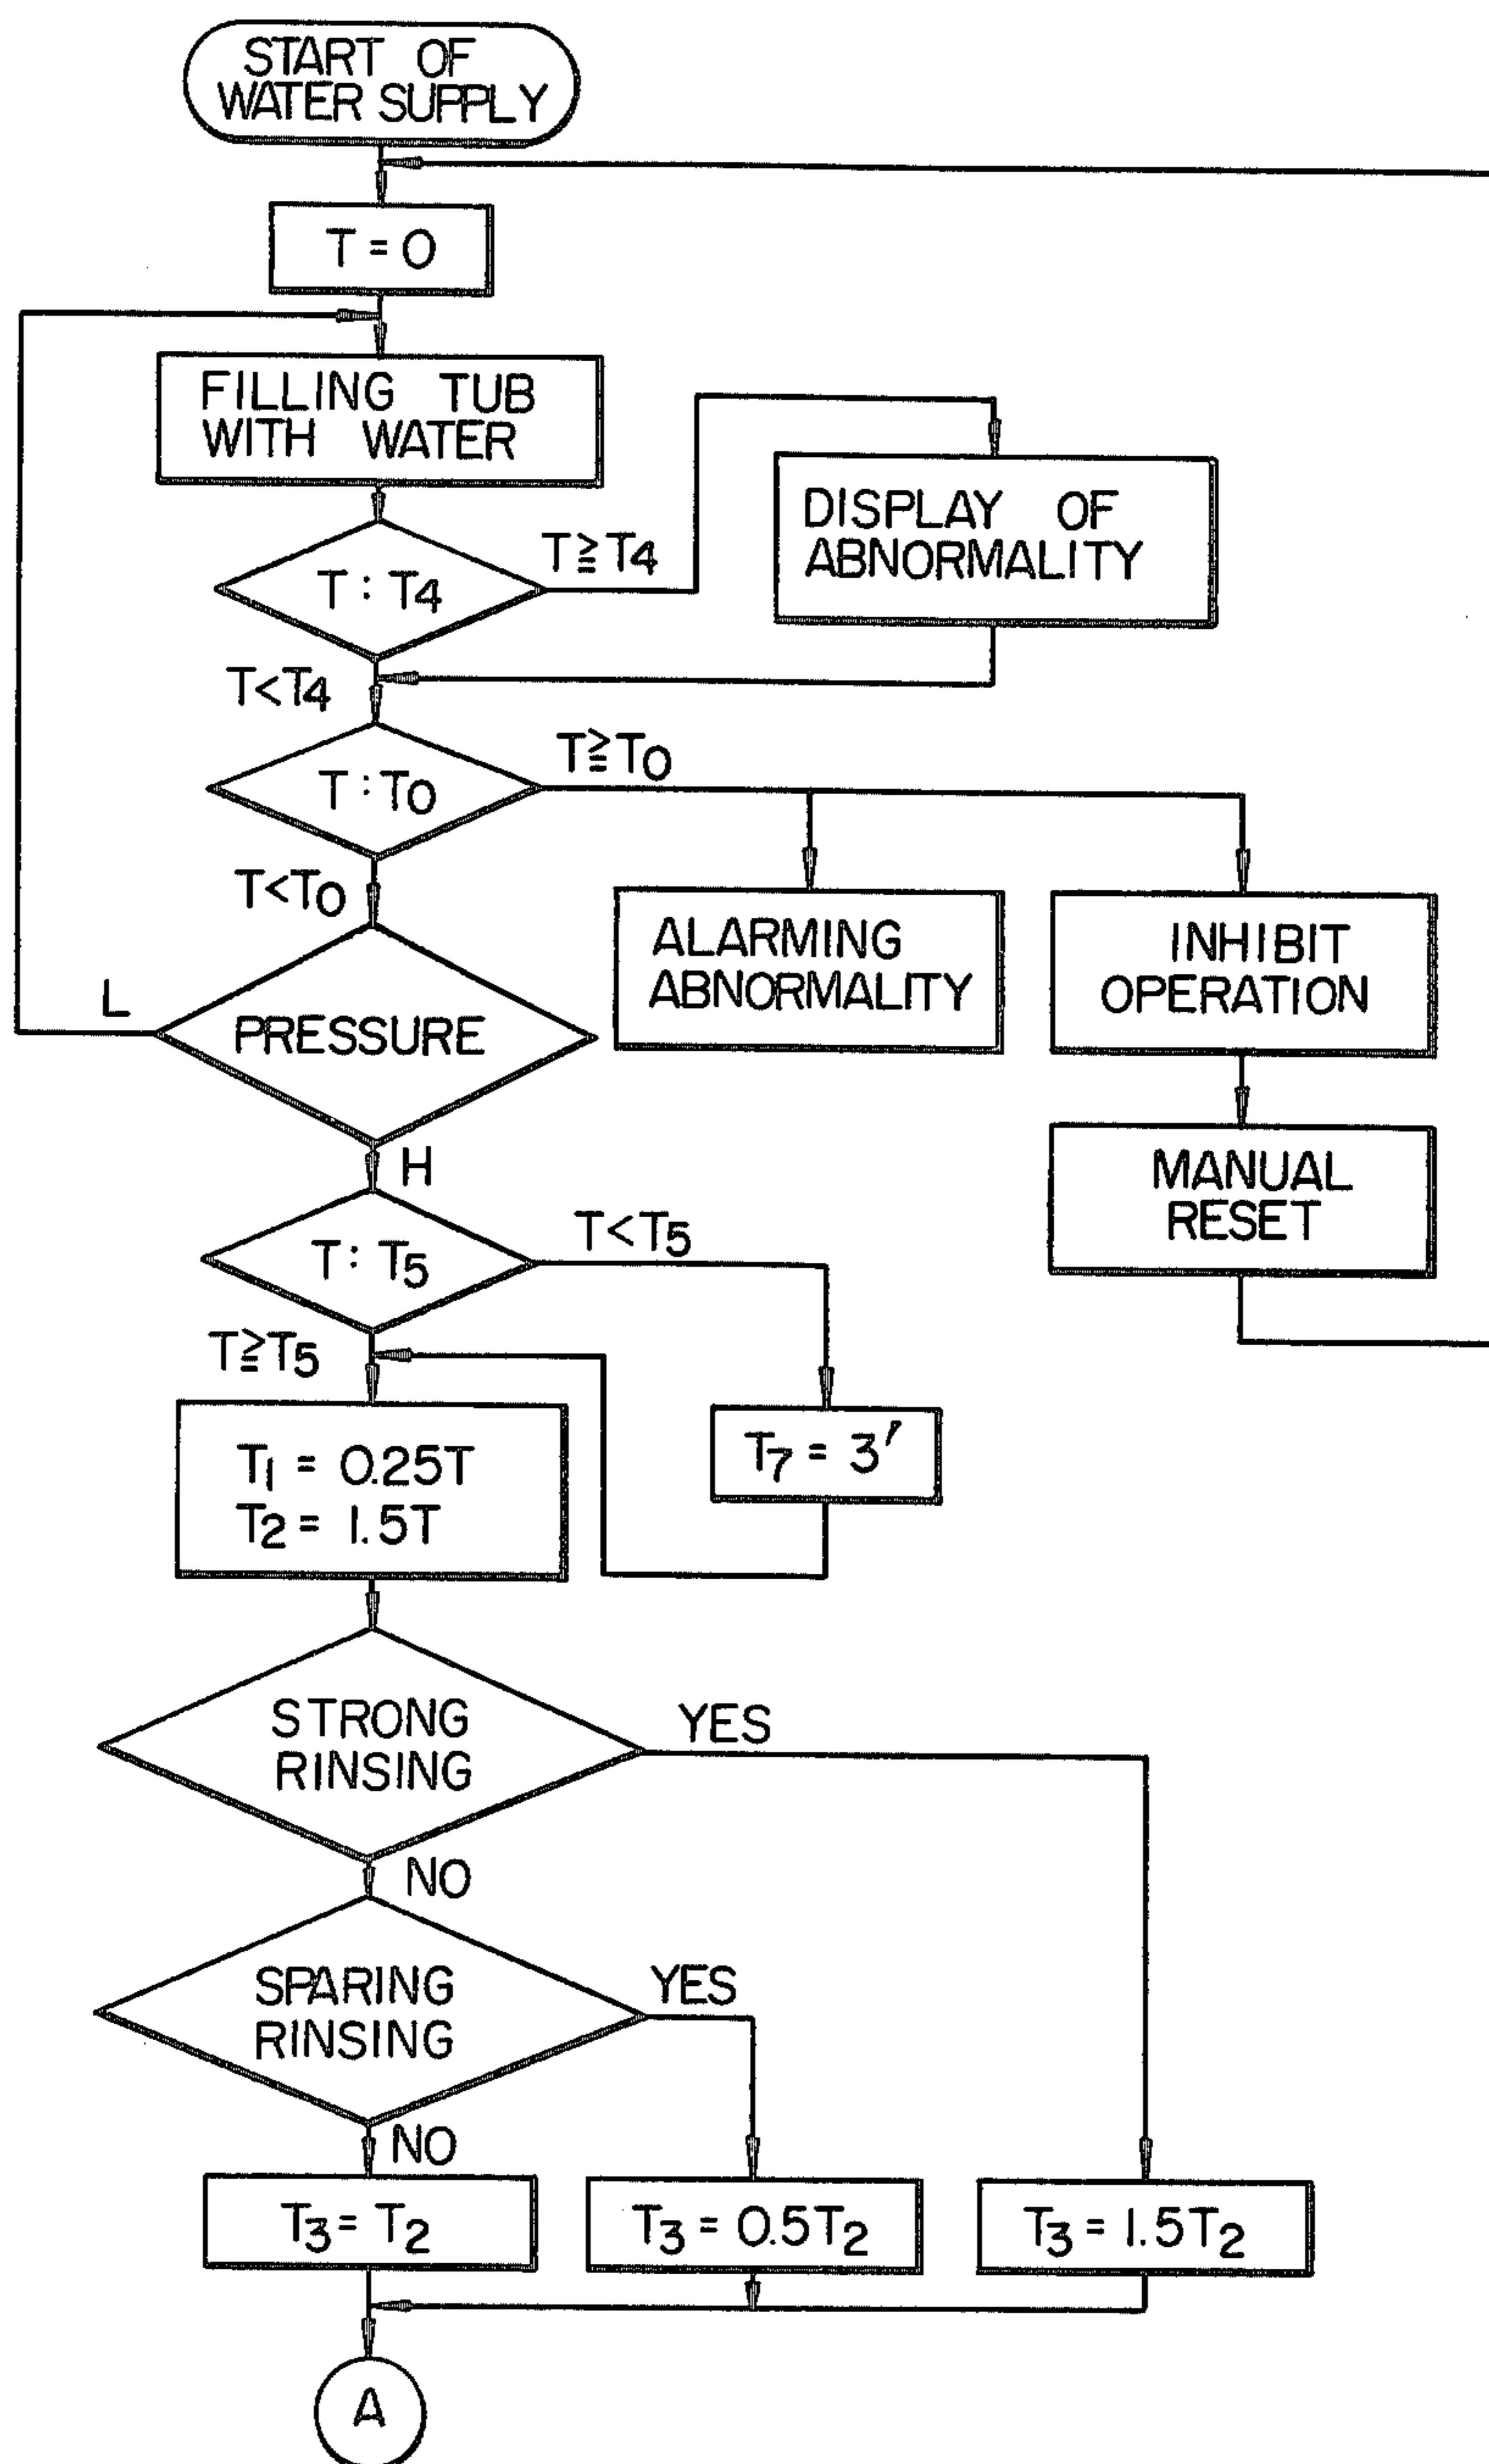 START OF
WATER SUPPLY
T = 0
FILLING TUB
WITH WATER
T ≧ T4
DISPLAY OF
ABNORMALITY
T : T4
T<T4
T≧T0
T : T0
T<T0
ALARMING
ABNORMALITY
INHIBIT
OPERATION
L
PRESSURE
H
MANUAL
RESET
T<T5
T : T5
T≧T5
T1 = 0.25T
T2 = 1.5T
T7 = 3'
STRONG
RINSING
YES
NO
SPARING
RINSING
YES
NO
T3 = T2
T3 = 0.5T2
T3 = 1.5T2
A